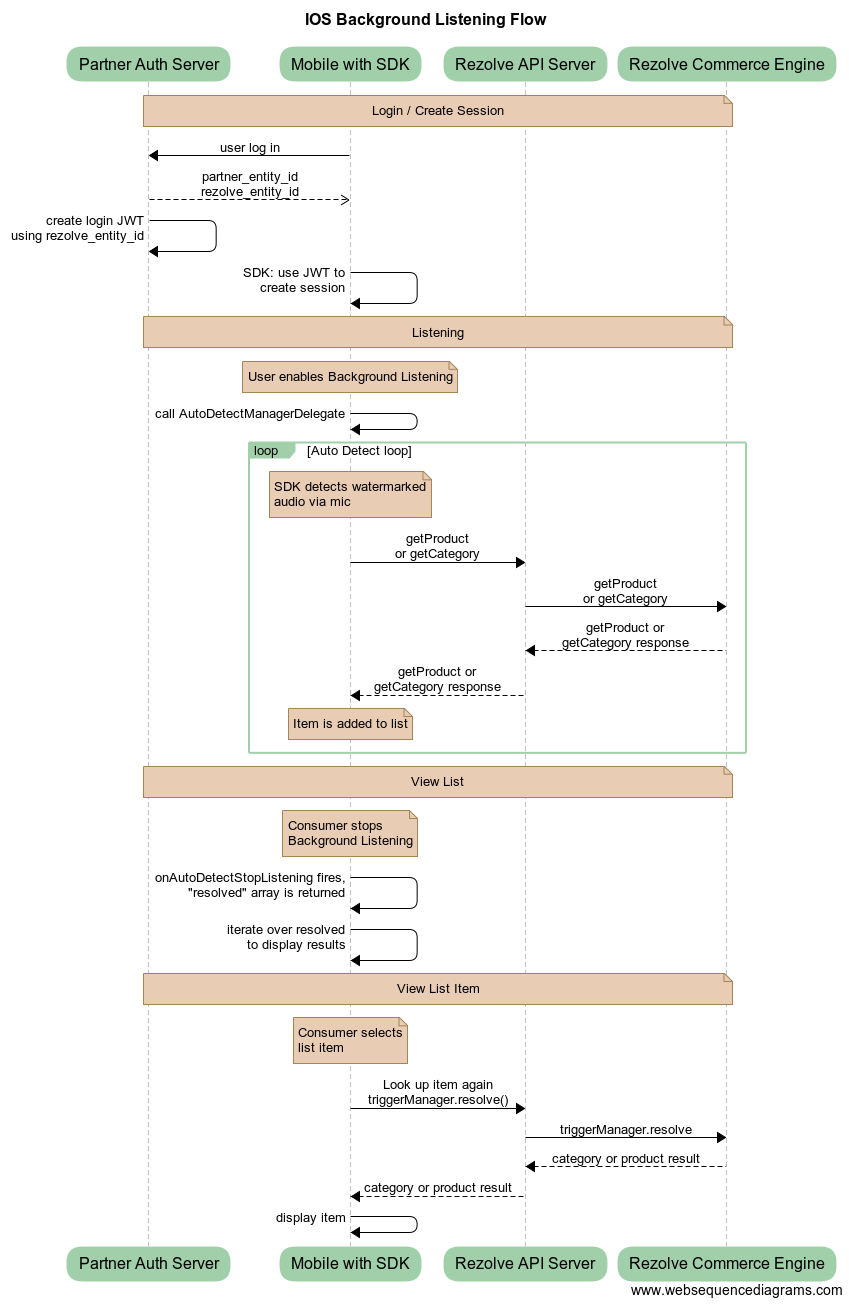 IOS Background Listening Flow
Partner Auth Server
Mobile with SDK
Rezolve API Server
Rezolve Commerce Engine
Login / Create Session
user log in
partner_entity_id
rezolve_entity_id
create login JWT
using rezolve_entity_id
SDK: use JWT to
create session
Listening
User enables Background Listening
call AutoDetectManagerDelegate
loop
[Auto Detect loop]
SDK detects watermarked
audio via mic
getProduct
or getCategory
getProduct
or getCategory
getProduct or
getCategory response
getProduct or
getCategory response
Item is added to list
View List
Consumer stops
Background Listening
onAutoDetectStopListening fires,
"resolved" array is returned
iterate over resolved
to display results
View List Item
Consumer selects
list item
Look up item again
triggerManager.resolve()
triggerManager.resolve
category or product result
category or product result
display item
Partner Auth Server
Mobile with SDK
Rezolve API Server
Rezolve Commerce Engine
www.websequencediagrams.com